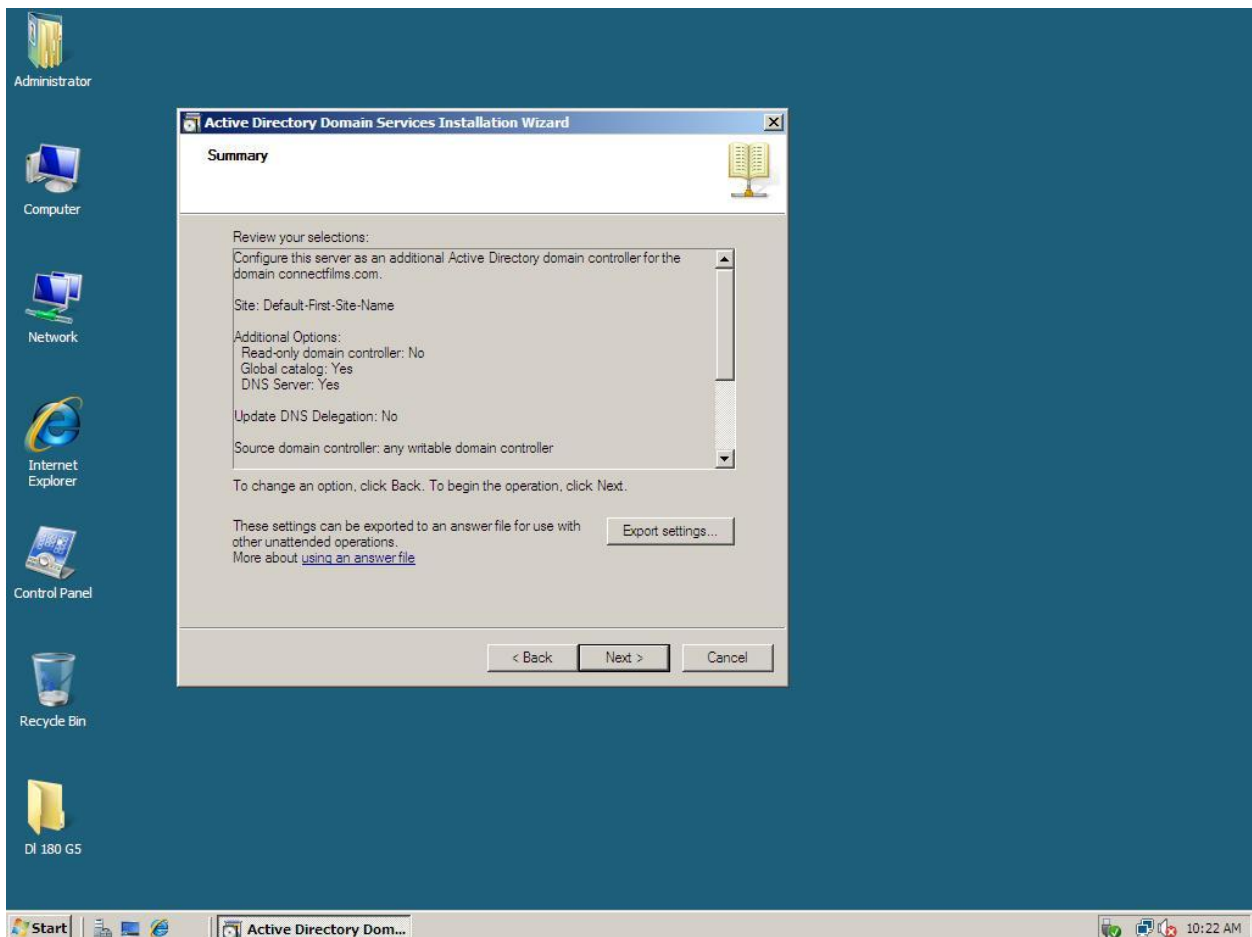 Administrator
Computer
Network
Internet
Explorer
Control Panel
Recycle Bin
Dl 180 G5
Active Directory Domain Services Installation Wizard
Summary
Review your selections:
Configure this server as an additional Active Directory domain controller for the
domain connectfilms.com.
Site: Default-First-Site-Name
Additional Options:
Read-only domain controller: No
Global catalog: Yes
DNS Server: Yes
Update DNS Delegation: No
Source domain controller: any writable domain controller
To change an option, click Back. To begin the operation, click Next.
These settings can be exported to an answer file for use with
other unattended operations.
More about using an answer file
Export settings...
< Back
Next >
Cancel
Start
Active Directory Dom...
10:22 AM